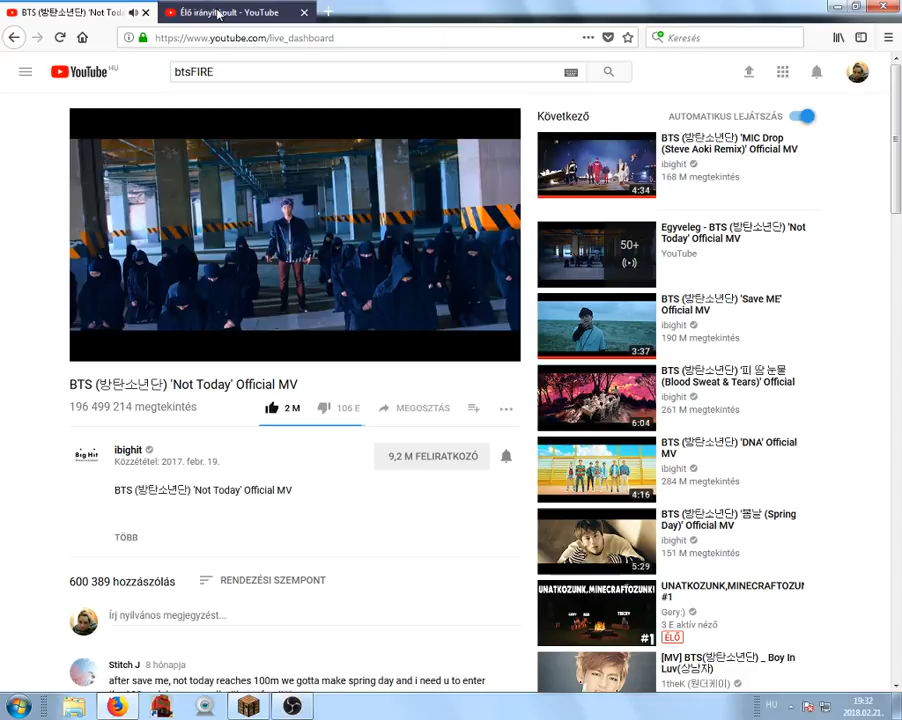 BTS (방탄소년단) 'Not Toda
Élő irányítópult - YouTube
https://www.youtube.com/live_dashboard
Keresés
YouTube HU
btsFIRE
Következő
AUTOMATIKUS LEJÁTSZÁS
BTS (방탄소년단) 'MIC Drop
(Steve Aoki Remix)' Official MV
ibighit
168 M megtekintés
4:34
50+
Egyveleg - BTS (방탄소년단) 'Not
Today' Official MV
YouTube
BTS (방탄소년단) 'Save ME'
Official MV
ibighit
190 M megtekintés
3:37
BTS (방탄소년단) '피 땀 눈물
(Blood Sweat & Tears)' Official
ibighit
261 M megtekintés
6:04
BTS (방탄소년단) 'DNA' Official
MV
ibighit
284 M megtekintés
4:16
BTS (방탄소년단) '봄날 (Spring
Day)' Official MV
ibighit
151 M megtekintés
5:29
UNATKOZUNK,MINECRAFTOZUN
#1
Gery:)
3 E aktív néző
ÉLŐ
UNATKOZUNK,MINECRAFTOZUNK!
#1
[MV] BTS(방탄소년단) _ Boy In
Luv(상남자)
1theK (원더케이)
BTS (방탄소년단) 'Not Today' Official MV
196 499 214 megtekintés
2 M
106 E
MEGOSZTÁS
BIG HIT
ibighit
Közzététel: 2017. febr. 19.
9,2 M FELIRATKOZÓ
BTS (방탄소년단) 'Not Today' Official MV
TÖBB
600 389 hozzászólás
RENDEZÉSI SZEMPONT
Írj nyilvános megjegyzést...
Stitch J 8 hónapja
after save me, not today reaches 100m we gotta make spring day and i need u to enter
HU
19:32
2018.02.21.